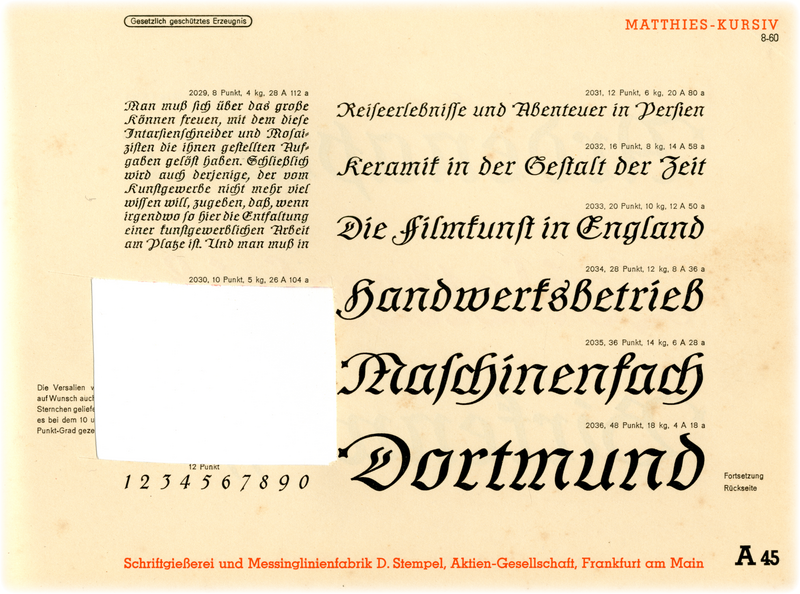 Gesetzlich geschütztes Erzeugnis
MATTHIES-KURSIV
8-60
2029, 8 Punkt, 4 kg, 28 A 112 a
Man muß ſich über das große
Können freuen, mit dem dieſe
Intarſienſchneider und Moſai-
ziſten die ihnen geſtellten Auf-
gaben gelöſt haben. Schließlich
wird auch derjenige, der vom
Kunſtgewerbe nicht mehr viel
wiſſen will, zugeben, daß, wenn
irgendwo ſo hier die Entfaltung
einer kunſtgewerblichen Arbeit
am Platze iſt. Und man muß in
2030, 10 Punkt, 5 kg, 26 A 104 a
Die Versalien
auf Wunsch auch
Sternchen geliefe
es bei dem 10 u
Punkt-Grad geze
12 Punkt
1 2 3 4 5 6 7 8 9 0
2031, 12 Punkt, 6 kg, 20 A 80 a
Reiſeerlebniſſe und Abenteuer in Perſien
2032, 16 Punkt, 8 kg, 14 A 58 a
Keramik in der Geſtalt der Zeit
2033, 20 Punkt, 10 kg, 12 A 50 a
Die Filmkunſt in England
2034, 28 Punkt, 12 kg, 8 A 36 a
Handwerksbetrieb
2035, 36 Punkt, 14 kg, 6 A 28 a
Maſchinenfach
2036, 48 Punkt, 18 kg, 4 A 18 a
Dortmund
Fortsetzung
Rückseite
Schriftgießerei und Messinglinienfabrik D. Stempel, Aktien-Gesellschaft, Frankfurt am Main
A 45